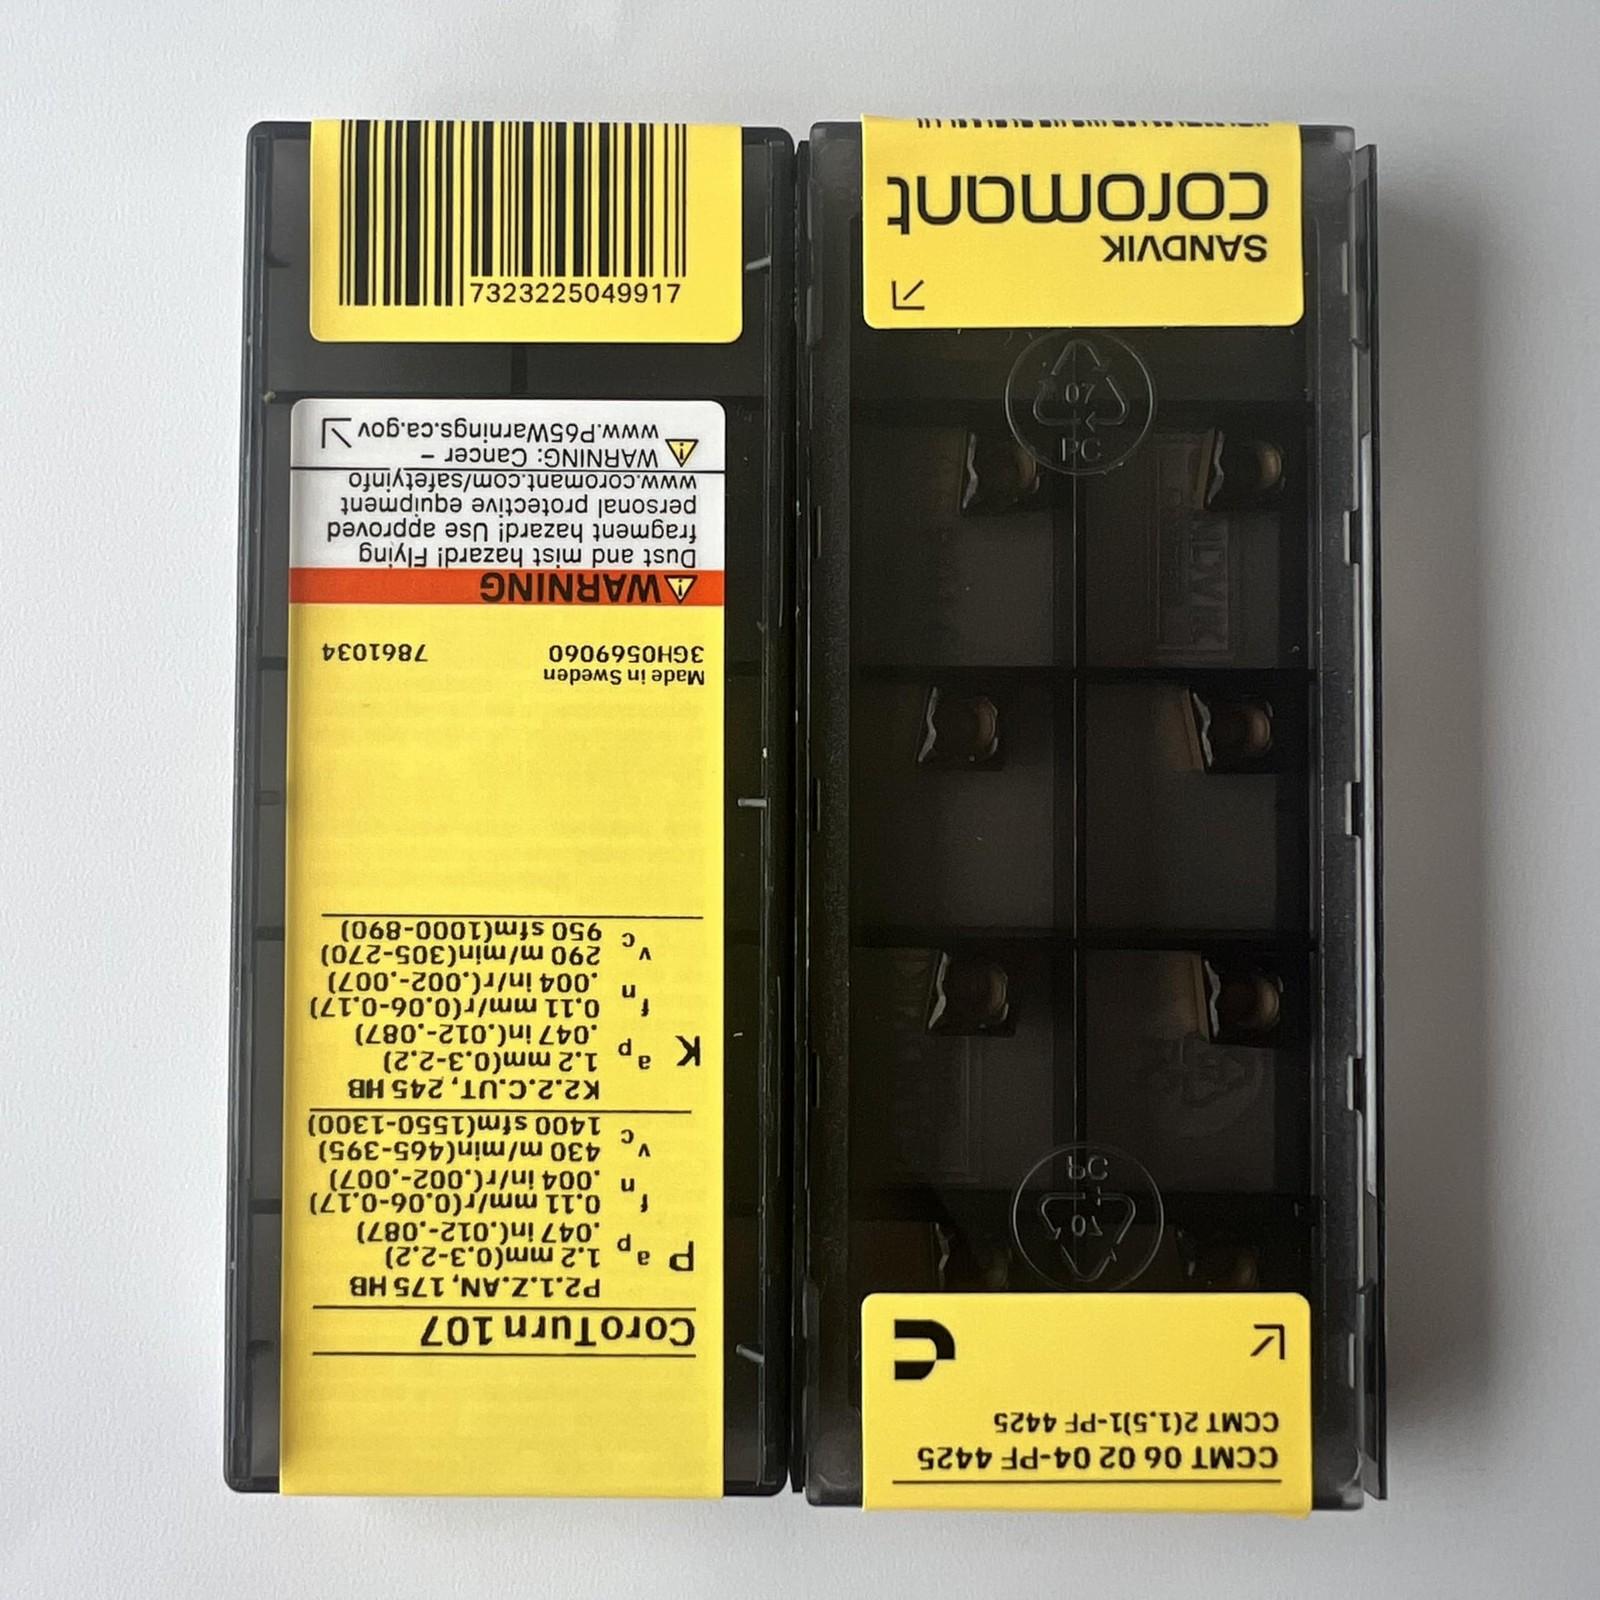 7323225049917
CoroTurn 107
P2.1.Z.AN, 175 HB
P ap 1.2 mm(0.3-2.2)
.047 in(.012-.087)
fn 0.11 mm/r(0.06-0.17)
.004 in/r(.002-.007)
vc 430 m/min(465-395)
1400 sfm(1550-1300)
K2.2.C.UT, 245 HB
K ap 1.2 mm(0.3-2.2)
.047 in(.012-.087)
fn 0.11 mm/r(0.06-0.17)
.004 in/r(.002-.007)
vc 290 m/min(305-270)
950 sfm(1000-890)
Made in Sweden
3GH0569060 7861034
WARNING
Dust and mist hazard! Flying
fragment hazard! Use approved
personal protective equipment
www.coromant.com/safetyinfo
WARNING: Cancer –
www.P65Warnings.ca.gov
CCMT 06 02 04-PF 4425
CCMT 2(1.5)1-PF 4425
07
PC
07
PC
SANDVIK
coromant